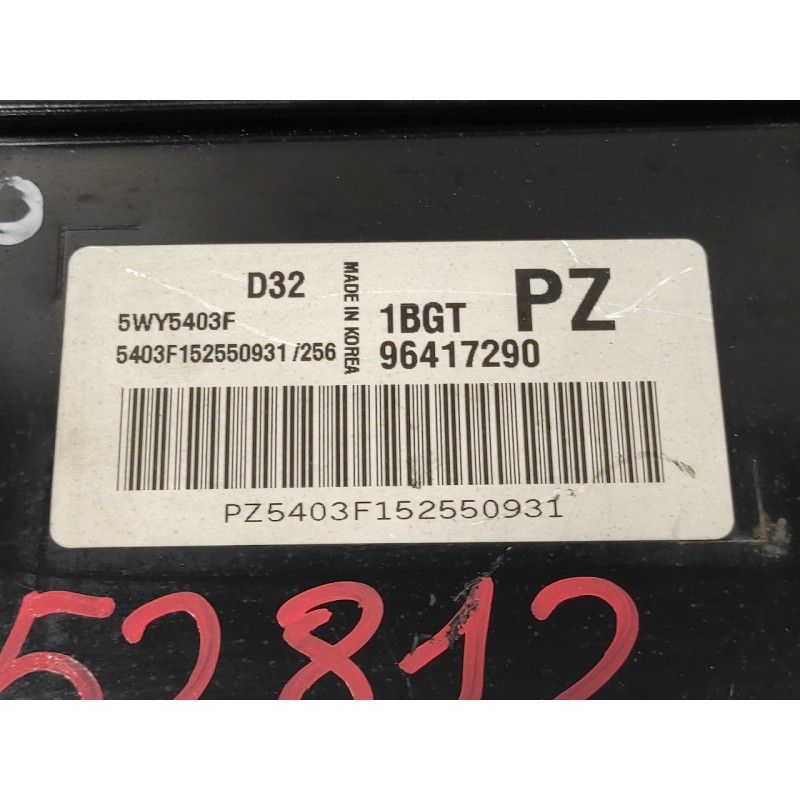 D32
5WY5403F
5403F152550931 /256
MADE IN KOREA
1BGT PZ
96417290
PZ5403F152550931
52812